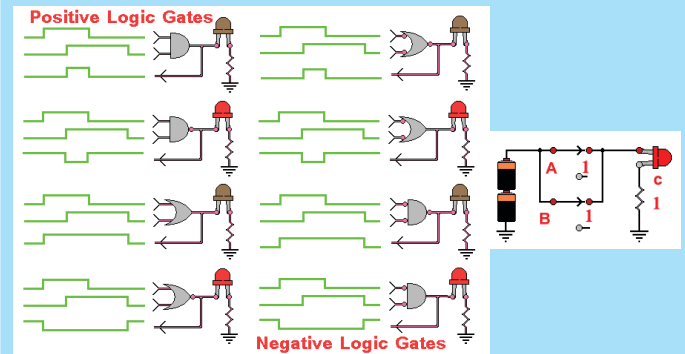 Positive Logic Gates
A 1
C
1
B 1
Negative Logic Gates